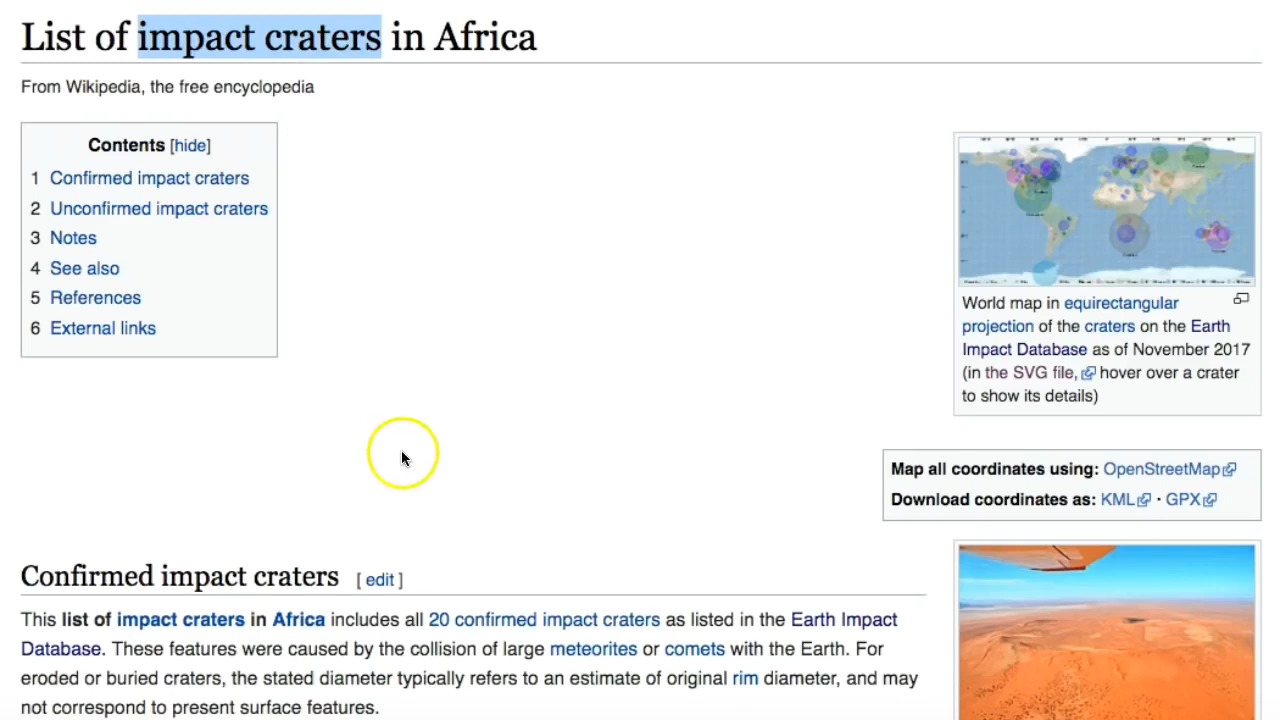 List of impact craters in Africa
From Wikipedia, the free encyclopedia
Contents [hide]
1 Confirmed impact craters
2 Unconfirmed impact craters
3 Notes
4 See also
5 References
6 External links
World map in equirectangular
projection of the craters on the Earth
Impact Database as of November 2017
(in the SVG file, hover over a crater
to show its details)
Map all coordinates using: OpenStreetMap
Download coordinates as: KML · GPX
Confirmed impact craters [ edit ]
This list of impact craters in Africa includes all 20 confirmed impact craters as listed in the Earth Impact
Database. These features were caused by the collision of large meteorites or comets with the Earth. For
eroded or buried craters, the stated diameter typically refers to an estimate of original rim diameter, and may
not correspond to present surface features.